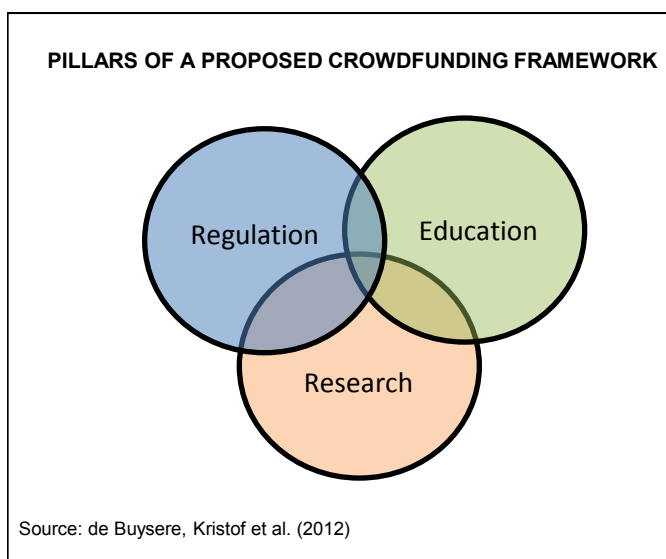 PILLARS OF A PROPOSED CROWDFUNDING FRAMEWORK
Regulation
Education
Research
Source: de Buysere, Kristof et al. (2012)